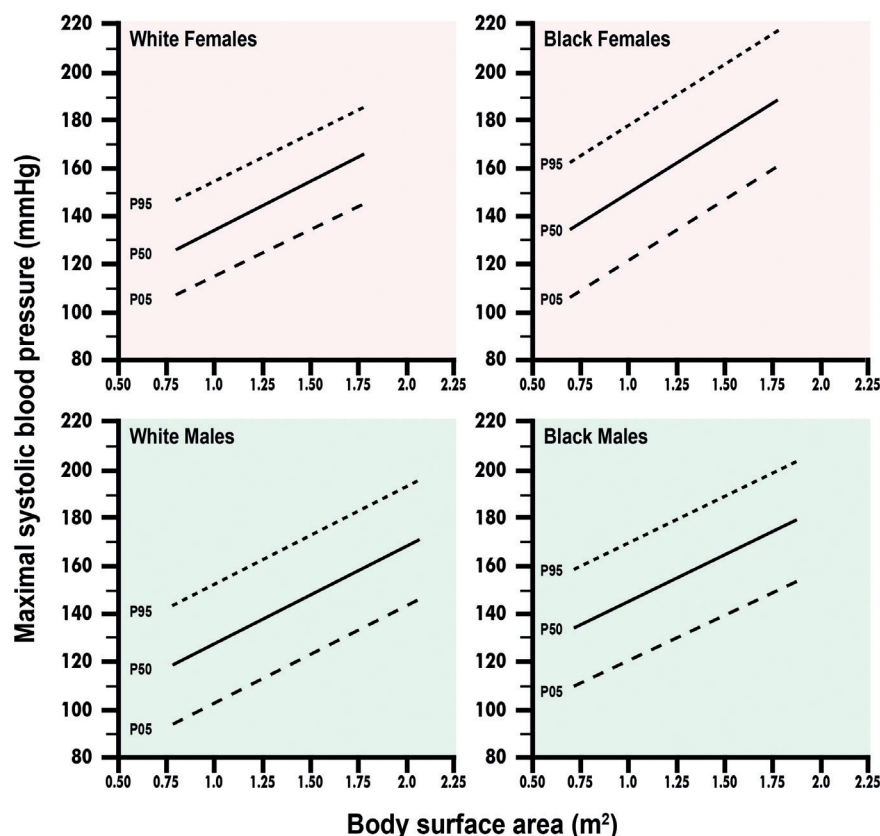 Maximal systolic blood pressure (mmHg)
White Females
220
200
180
160
140
120
100
80
P95
P50
P05
0.50 0.75 1.0 1.25 1.50 1.75 2.0 2.25
Black Females
220
200
180
160
140
120
100
80
P95
P50
P05
0.50 0.75 1.0 1.25 1.50 1.75 2.0 2.25
White Males
220
200
180
160
140
120
100
80
P95
P50
P05
0.50 0.75 1.0 1.25 1.50 1.75 2.0 2.25
Black Males
220
200
180
160
140
120
100
80
P95
P50
P05
0.50 0.75 1.0 1.25 1.50 1.75 2.0 2.25
Body surface area (m²)